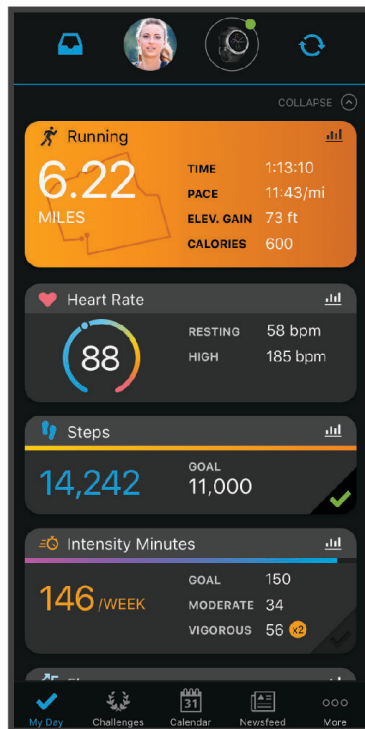 COLLAPSE
Running
6.22
MILES
TIME 1:13:10
PACE 11:43/mi
ELEV. GAIN 73 ft
CALORIES 600
Heart Rate
88
RESTING 58 bpm
HIGH 185 bpm
Steps
14,242
GOAL
11,000
Intensity Minutes
146 /WEEK
GOAL 150
MODERATE 34
VIGOROUS 56 x2
31
My Day Challenges Calendar Newsfeed More